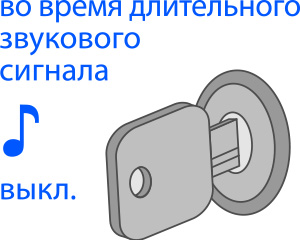 во время длительного
звукового
сигнала
выкл.